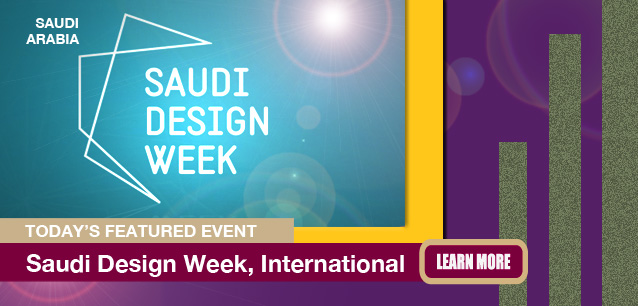 SAUDI
ARABIA
SAUDI
DESIGN
WEEK
TODAY'S FEATURED EVENT
Saudi Design Week, International
LEARN MORE